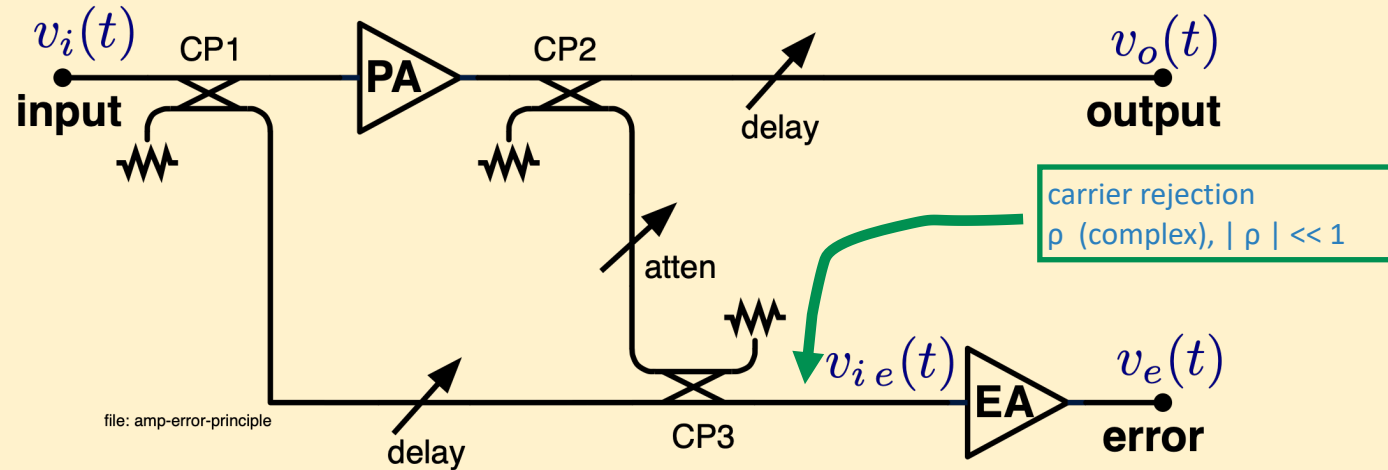 v_i(t)
CP1
PA
CP2
v_o(t)
input
delay
output
carrier rejection
ρ (complex), | ρ | << 1
atten
v_{i e}(t)
EA
v_e(t)
file: amp-error-principle
delay
CP3
error